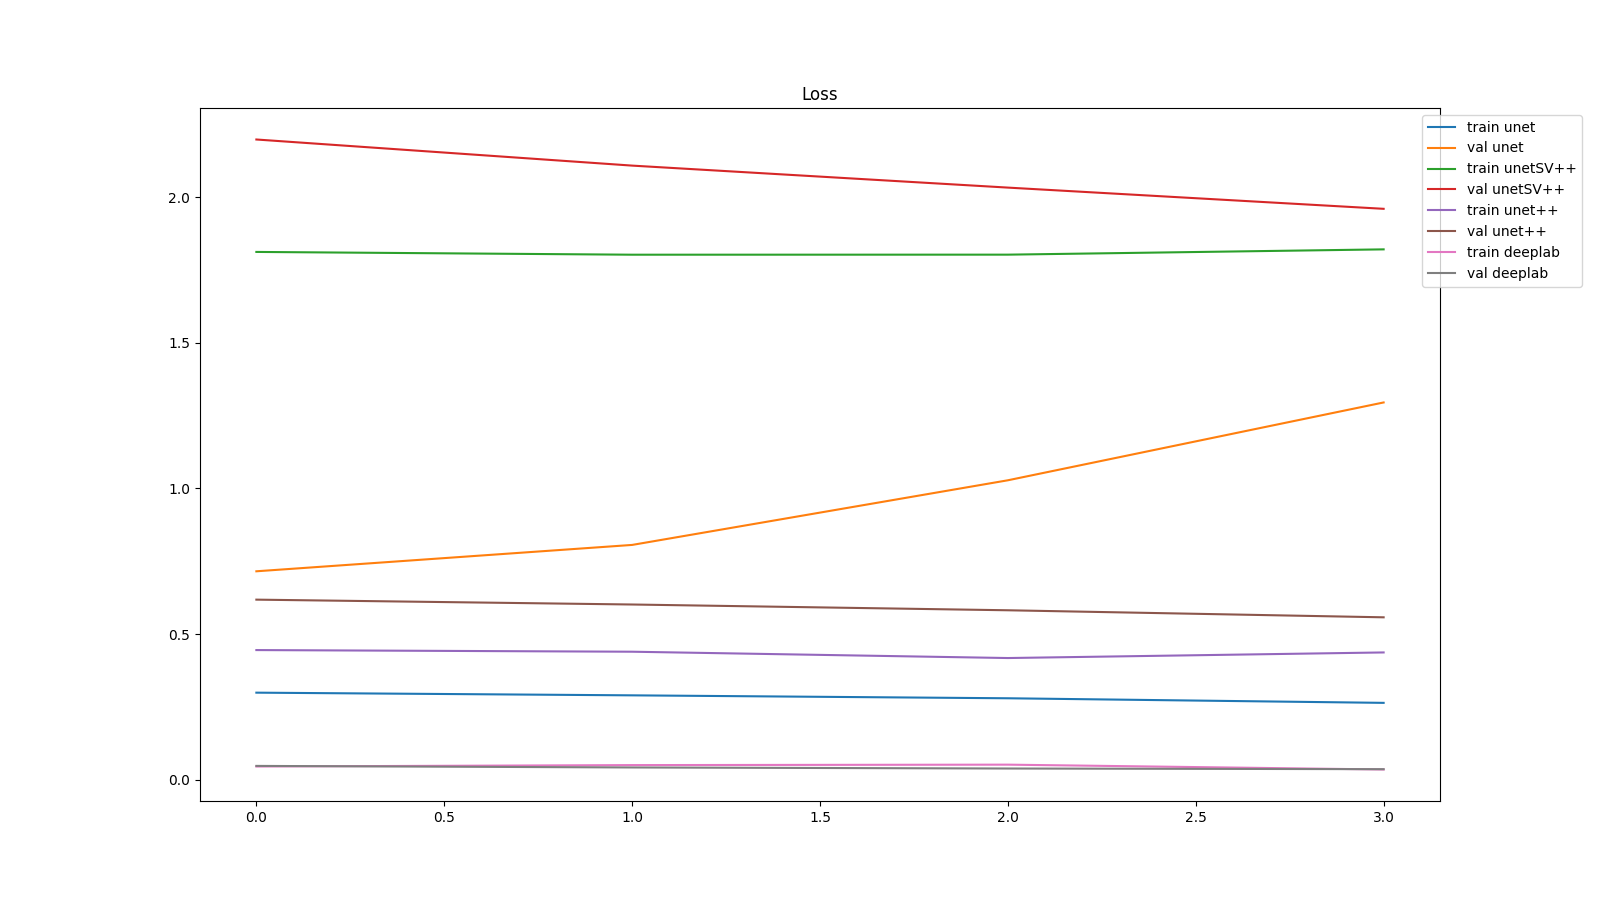 Loss
train unet
val unet
train unetSV++
val unetSV++
train unet++
val unet++
train deeplab
val deeplab
2.0
1.5
1.0
0.5
0.0
0.0 0.5 1.0 1.5 2.0 2.5 3.0